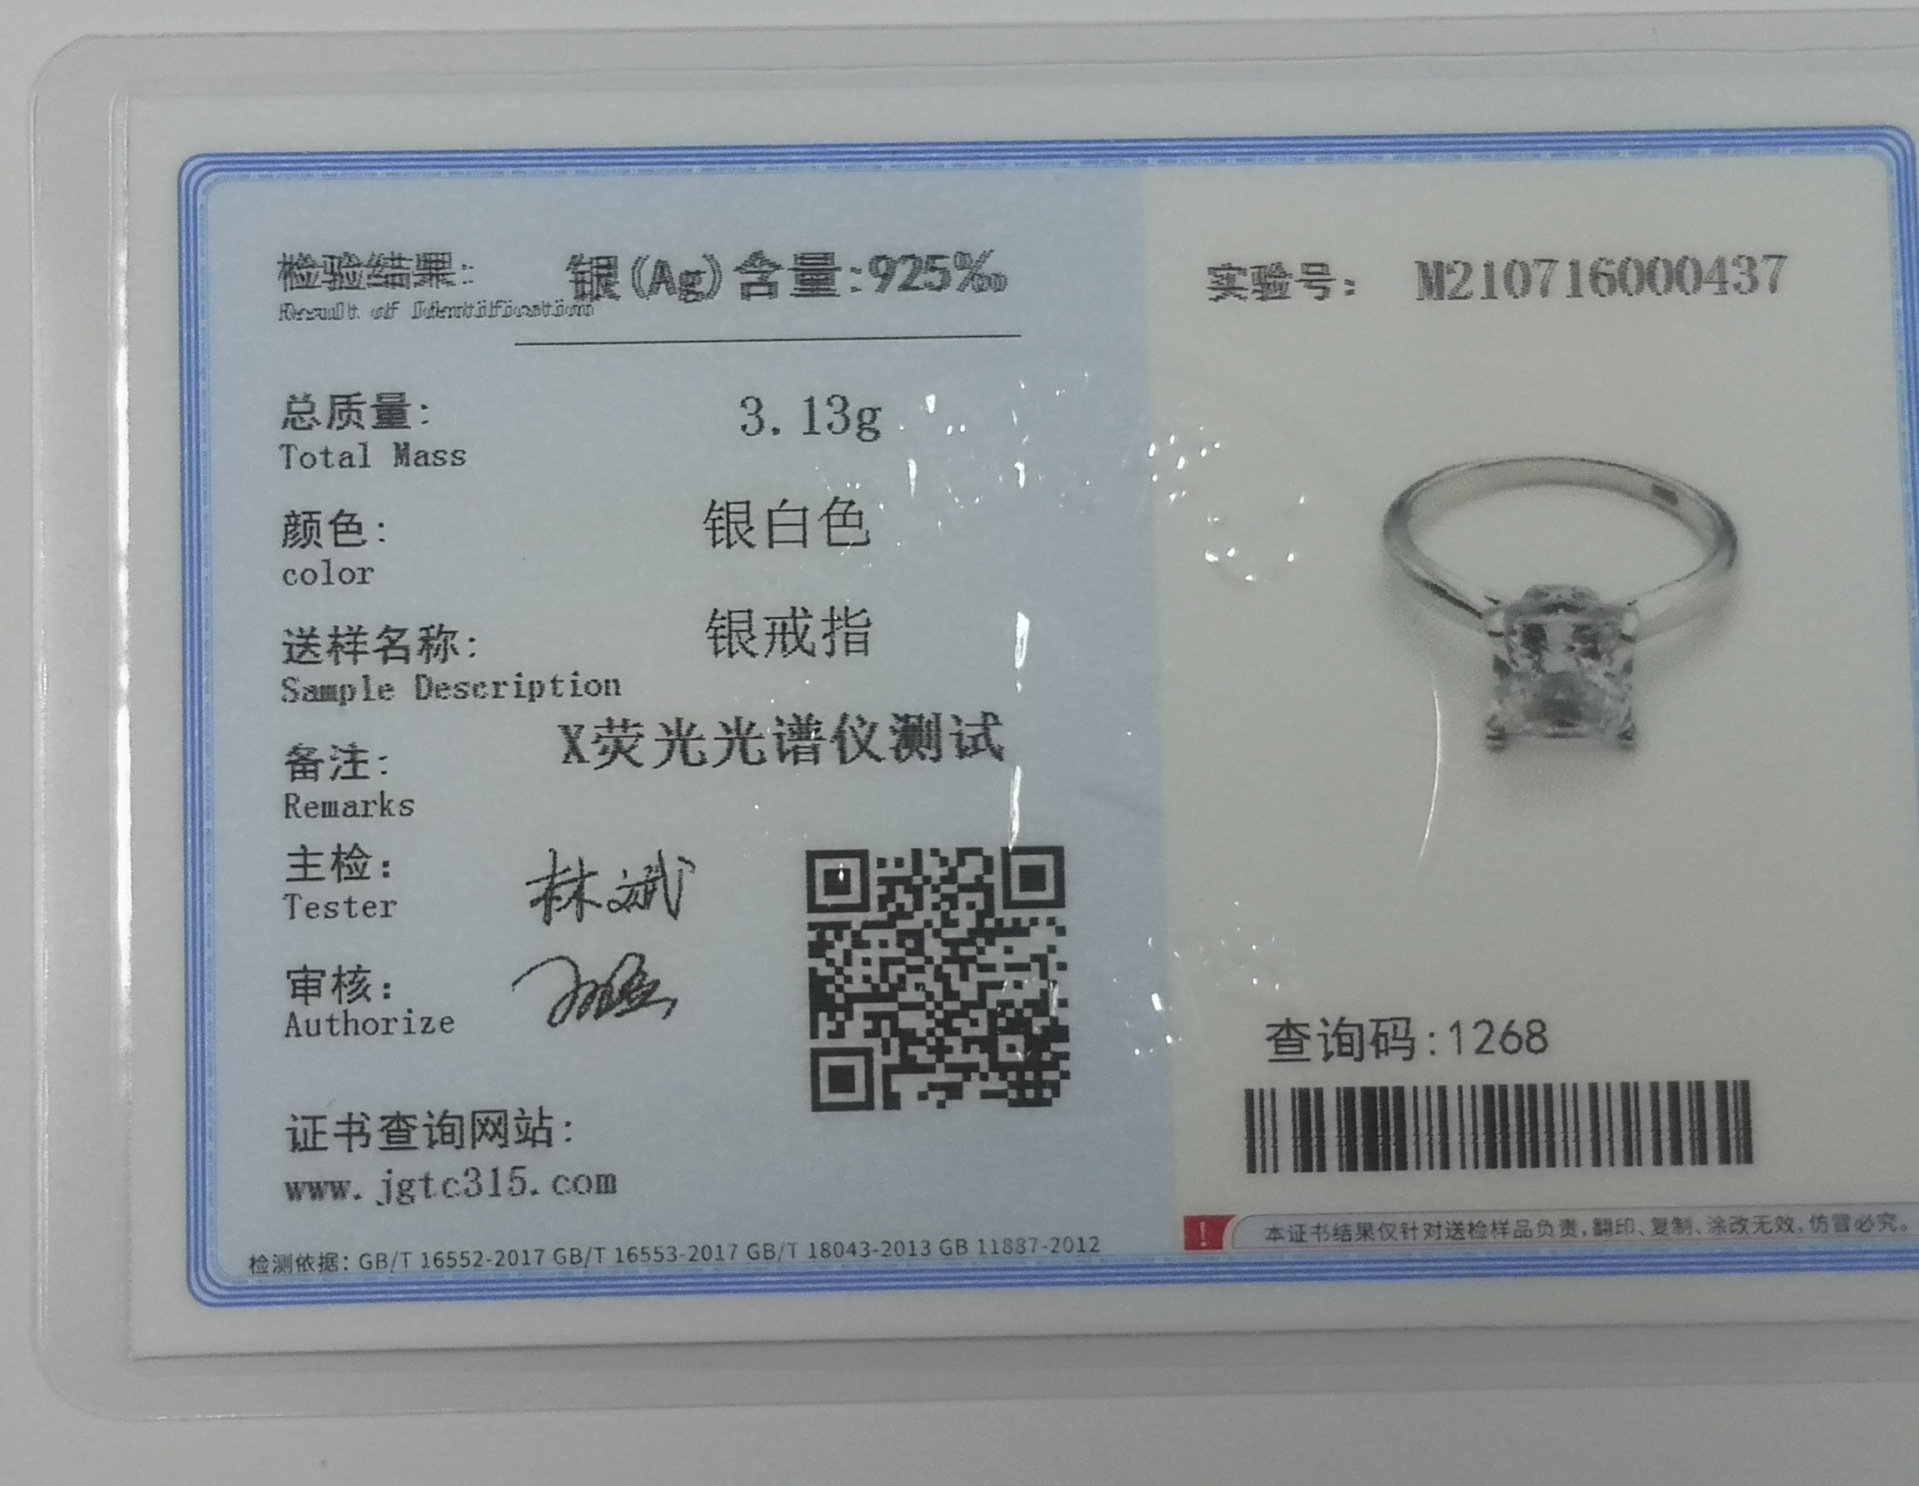 检验结果: 银(Ag)含量:925‰
Result of Identification
总质量: 3.13g
Total Mass
颜色: 银白色
color
送样名称: 银戒指
Sample Description
备注: X荧光光谱仪测试
Remarks
主检: 林斌
Tester
审核:
Authorize
证书查询网站:
www.jgtc315.com
检测依据: GB/T 16552-2017 GB/T 16553-2017 GB/T 18043-2013 GB 11887-2012
实验号: M210716000437
查询码:1268
! 本证书结果仅针对送检样品负责,翻印、复制、涂改无效,仿冒必究。